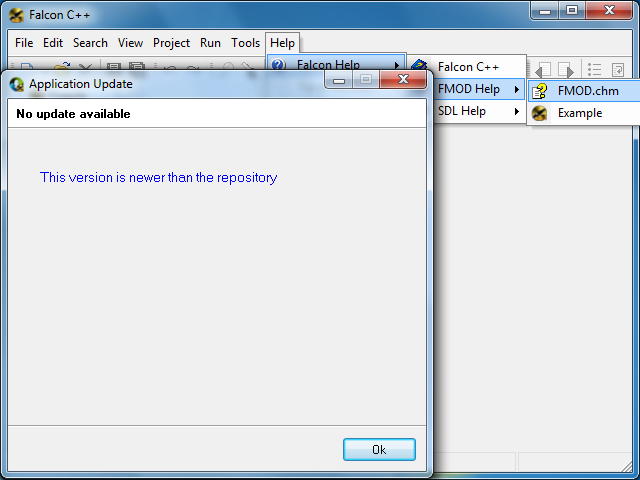 Falcon C++
File Edit Search View Project Run Tools Help
Falcon Help
Falcon C++
FMOD Help
SDL Help
FMOD.chm
Example
Application Update
No update available
This version is newer than the repository
Ok